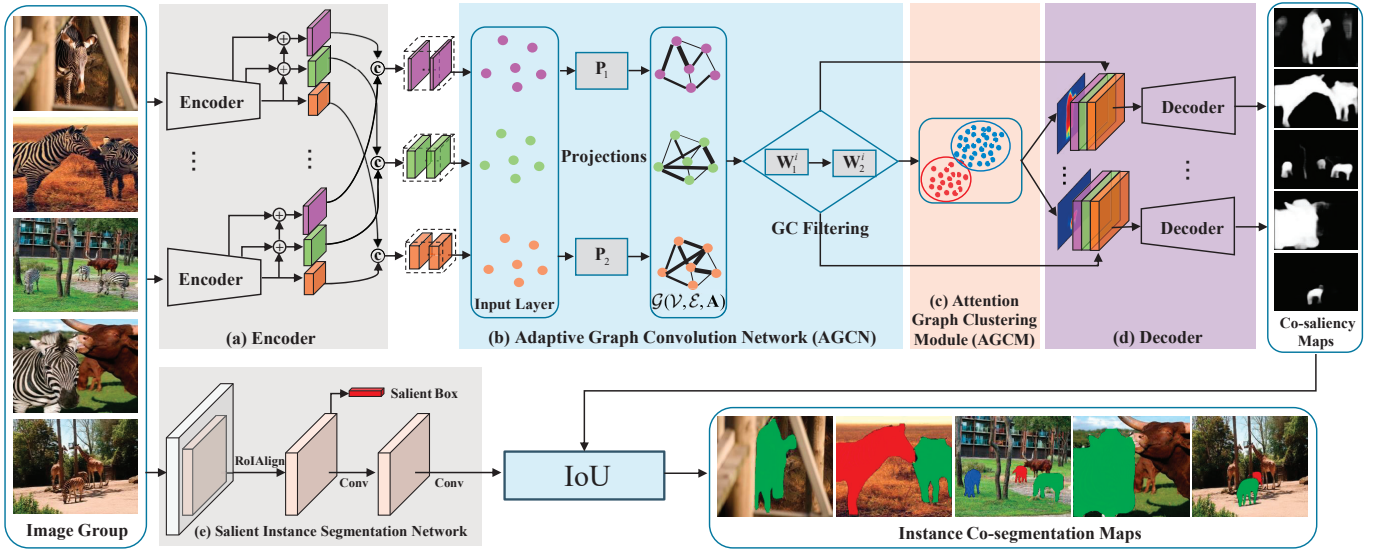 Encoder
Encoder
(a) Encoder
c
c
c
Input Layer
P₁
Projections
P₂
𝒢(𝒱, ℰ, A)
W₁ⁱ
W₂ⁱ
GC Filtering
(b) Adaptive Graph Convolution Network (AGCN)
(c) Attention
Graph Clustering
Module (AGCM)
Decoder
Decoder
(d) Decoder
Co-saliency
Maps
Image Group
RoIAlign
Salient Box
Conv
Conv
(e) Salient Instance Segmentation Network
IoU
Instance Co-segmentation Maps